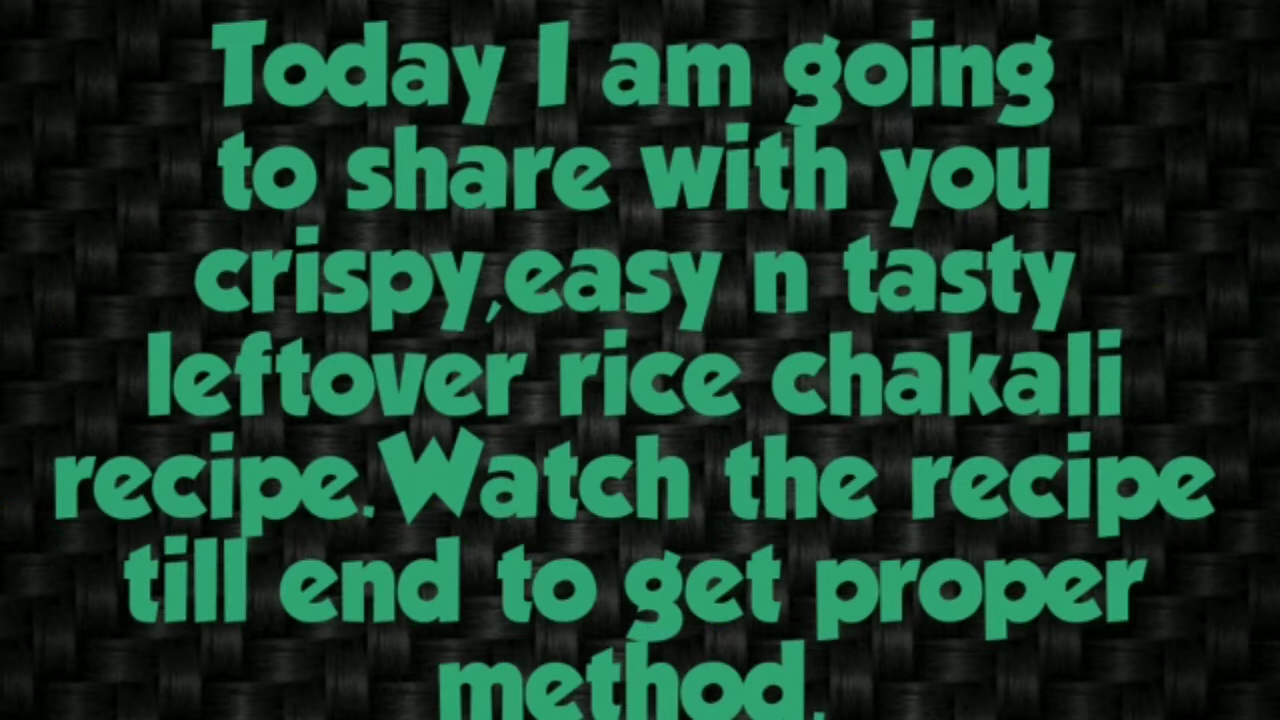 Today I am going
to share with you
crispy,easy n tasty
leftover rice chakali
recipe.Watch the recipe
till end to get proper
method.